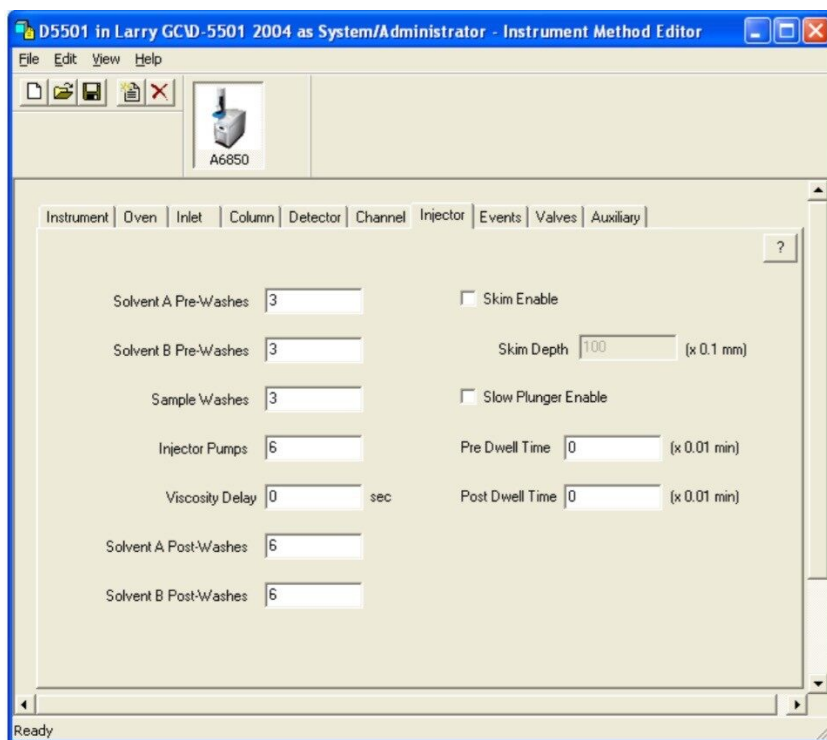 D5501 in Larry GC\D-5501 2004 as System/Administrator - Instrument Method Editor
File Edit View Help
A6850
Instrument Oven Inlet Column Detector Channel Injector Events Valves Auxiliary
?
Solvent A Pre-Washes 3 Skim Enable
Solvent B Pre-Washes 3 Skim Depth 100 (x 0.1 mm)
Sample Washes 3 Slow Plunger Enable
Injector Pumps 6 Pre Dwell Time 0 (x 0.01 min)
Viscosity Delay 0 sec Post Dwell Time 0 (x 0.01 min)
Solvent A Post-Washes 6
Solvent B Post-Washes 6
Ready